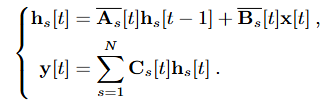 h_s[t] = \overline{A_s}[t]h_s[t − 1] + \overline{B_s}[t]x[t] ,
y[t] = \sum_{s=1}^{N} C_s[t]h_s[t] .